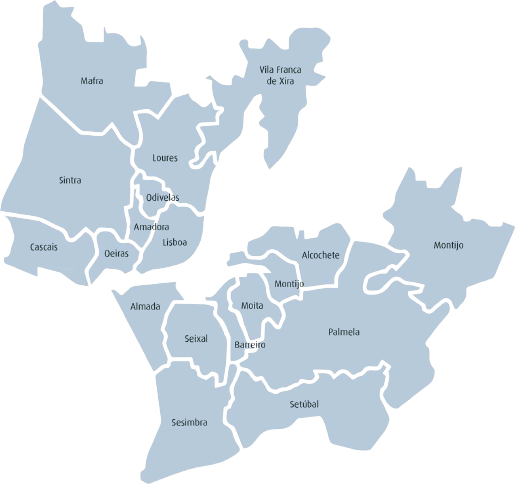 Vila Franca
de Xira
Mafra
Loures
Sintra
Odivelas
Amadora
Lisboa
Cascais
Oeiras
Montijo
Alcochete
Montijo
Almada
Moita
Palmela
Seixal
Barreiro
Setúbal
Sesimbra